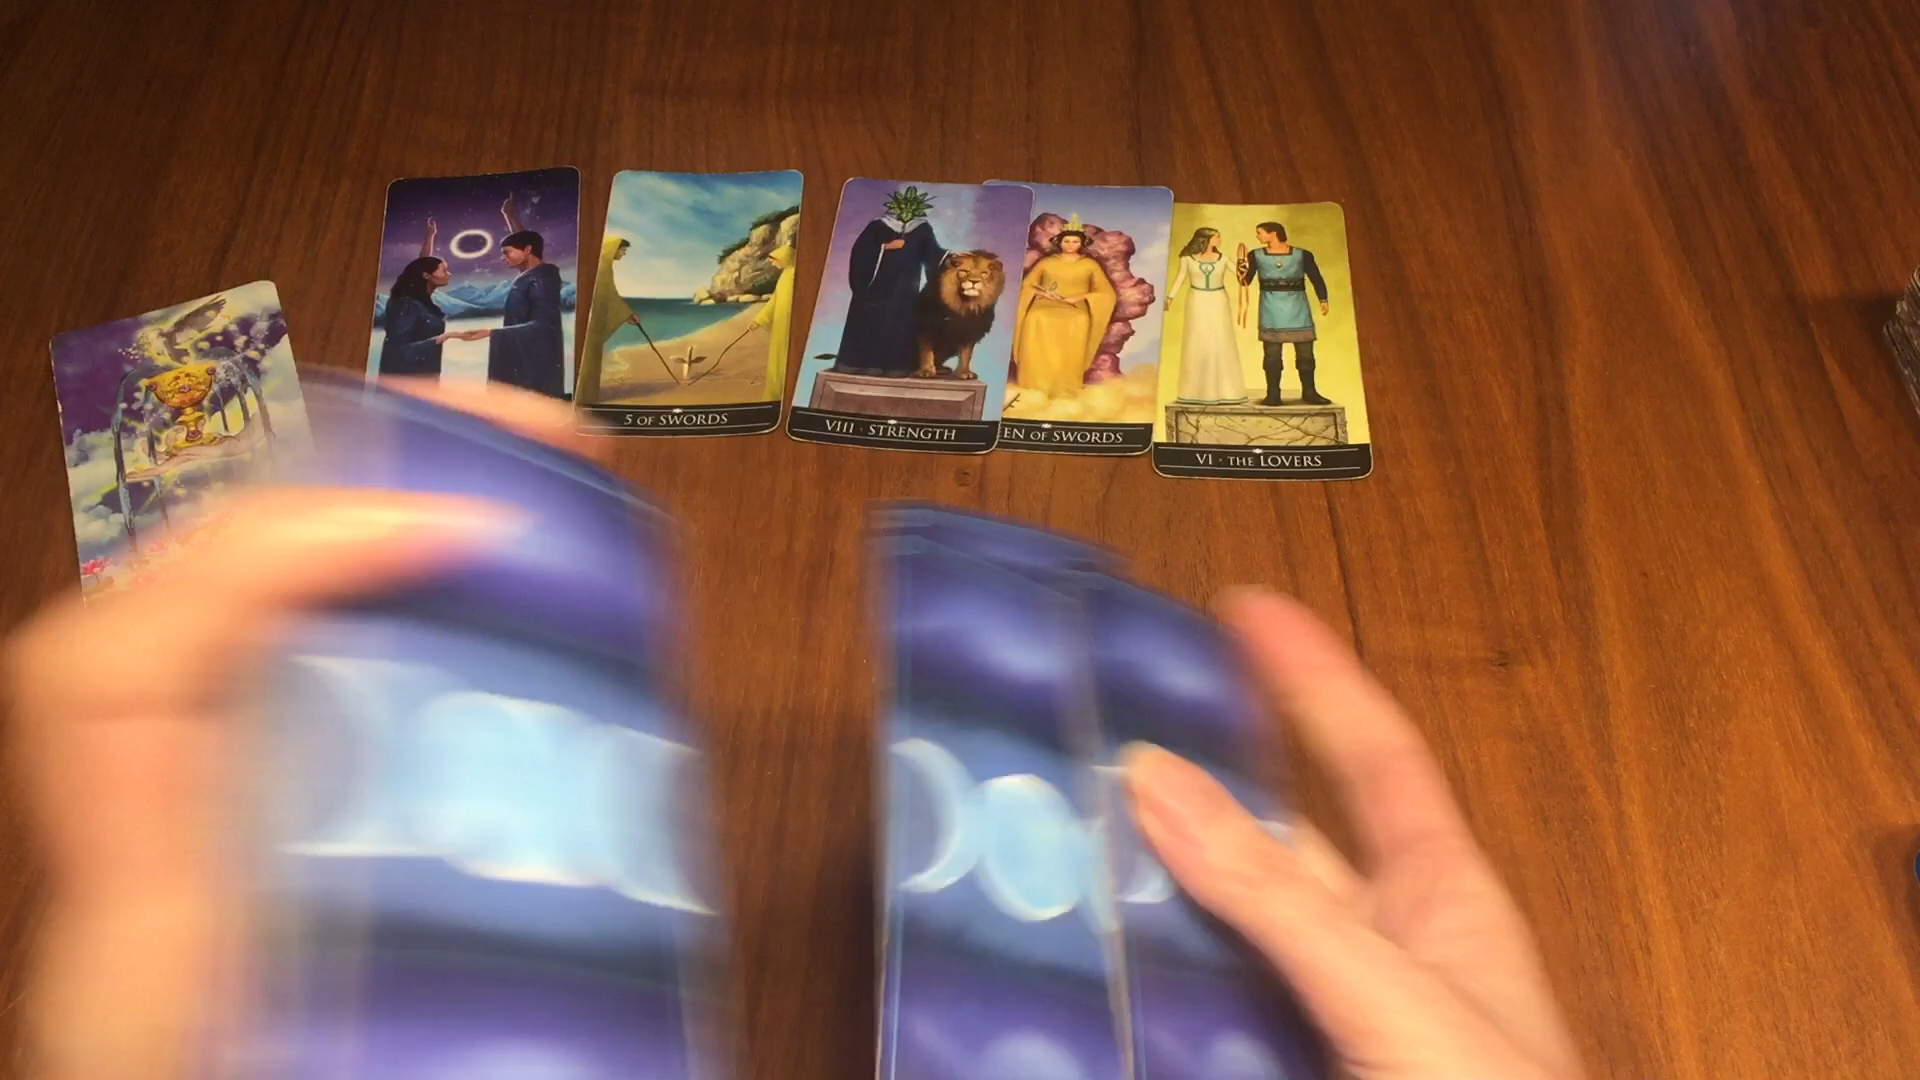 5 OF SWORDS
VIII · STRENGTH
EN OF SWORDS
VI · THE LOVERS